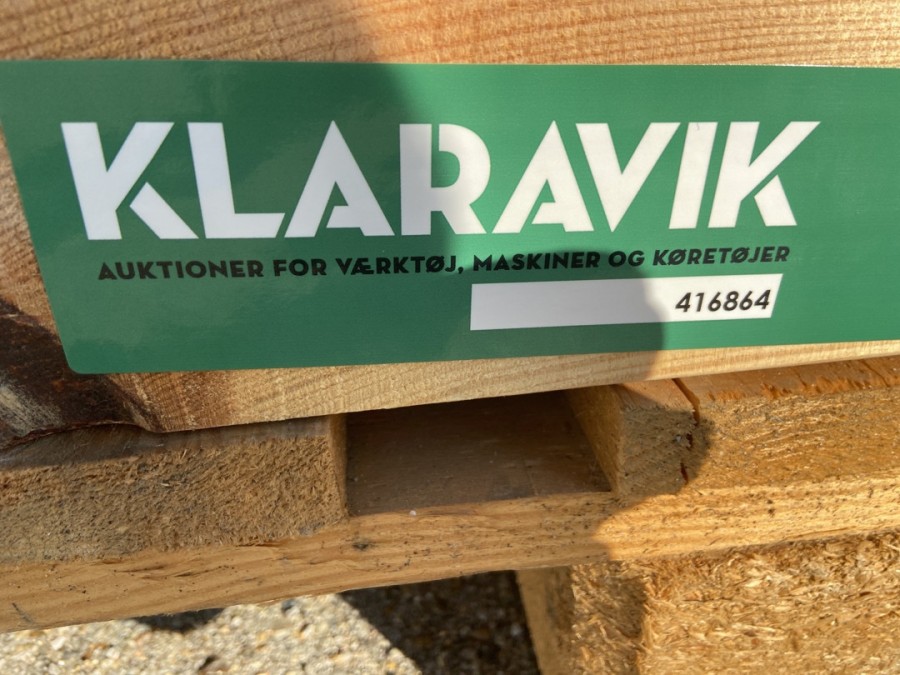 KLARAVIK
AUKTIONER FOR VÆRKTØJ, MASKINER OG KØRETØJER
416864